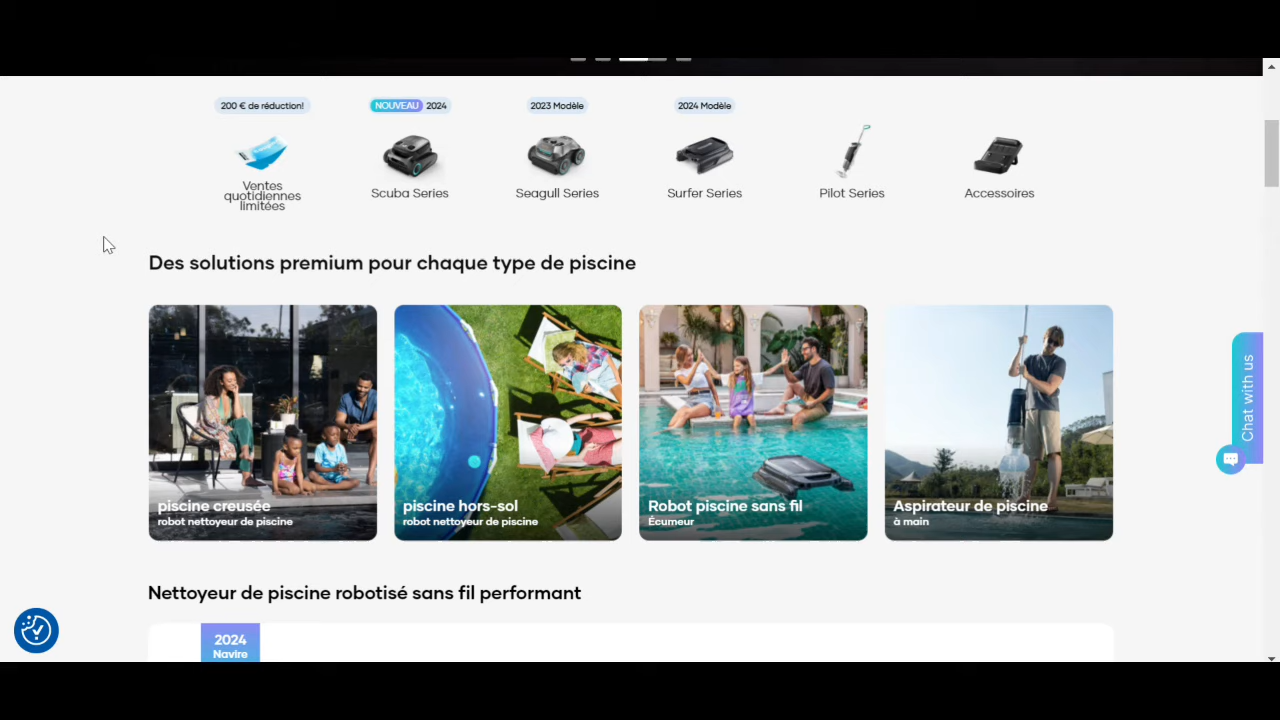 200 € de réduction!
NOUVEAU 2024
2023 Modèle
2024 Modèle
Ventes
quotidiennes
limitées
Scuba Series
Seagull Series
Surfer Series
Pilot Series
Accessoires
Des solutions premium pour chaque type de piscine
piscine creusée
robot nettoyeur de piscine
piscine hors-sol
robot nettoyeur de piscine
Robot piscine sans fil
Écumeur
Aspirateur de piscine
à main
Chat with us
Nettoyeur de piscine robotisé sans fil performant
2024
Navire